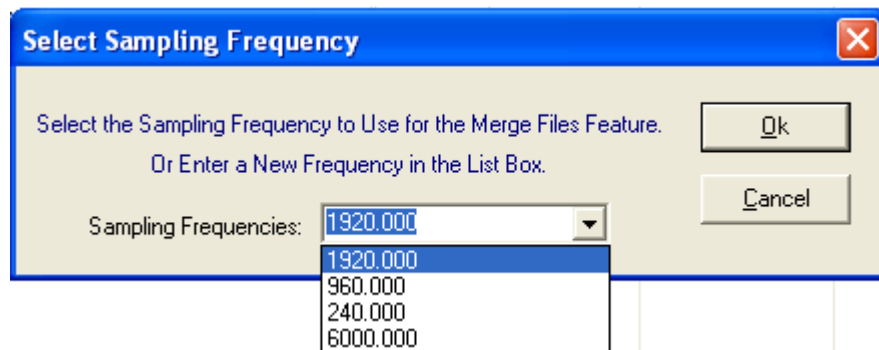 Select Sampling Frequency
Select the Sampling Frequency to Use for the Merge Files Feature.
Or Enter a New Frequency in the List Box.
Ok
Cancel
Sampling Frequencies: 1920.000
1920.000
960.000
240.000
6000.000